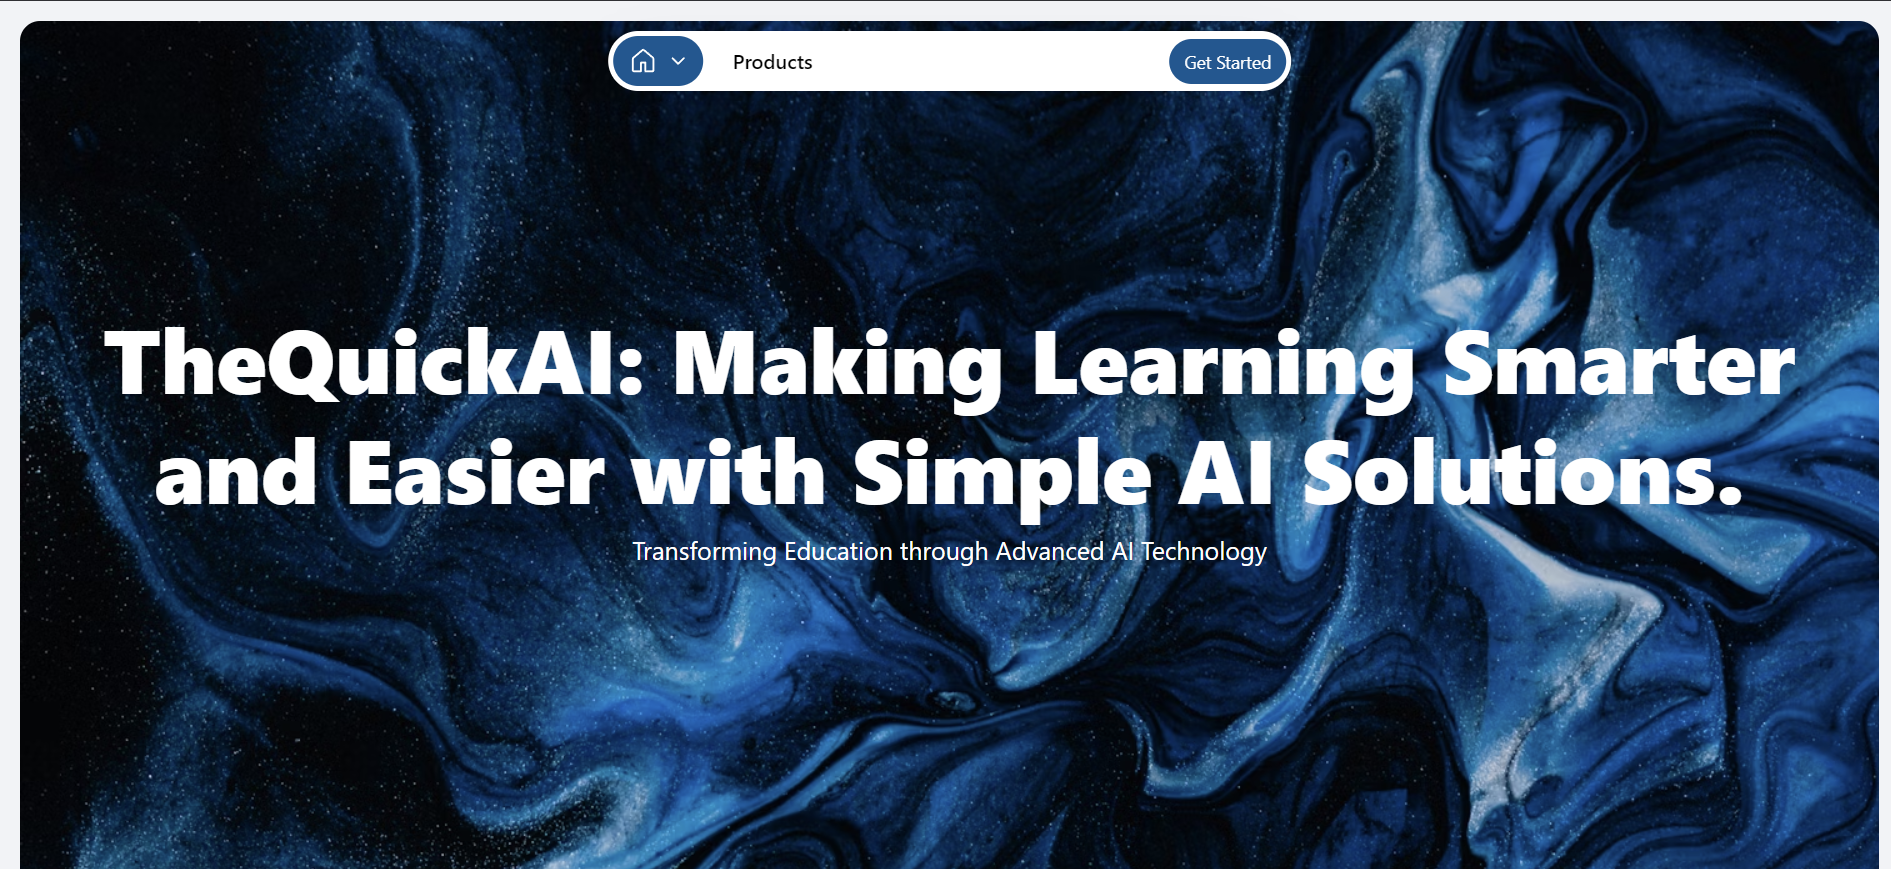 Products
Get Started
TheQuickAI: Making Learning Smarter
and Easier with Simple AI Solutions.
Transforming Education through Advanced AI Technology